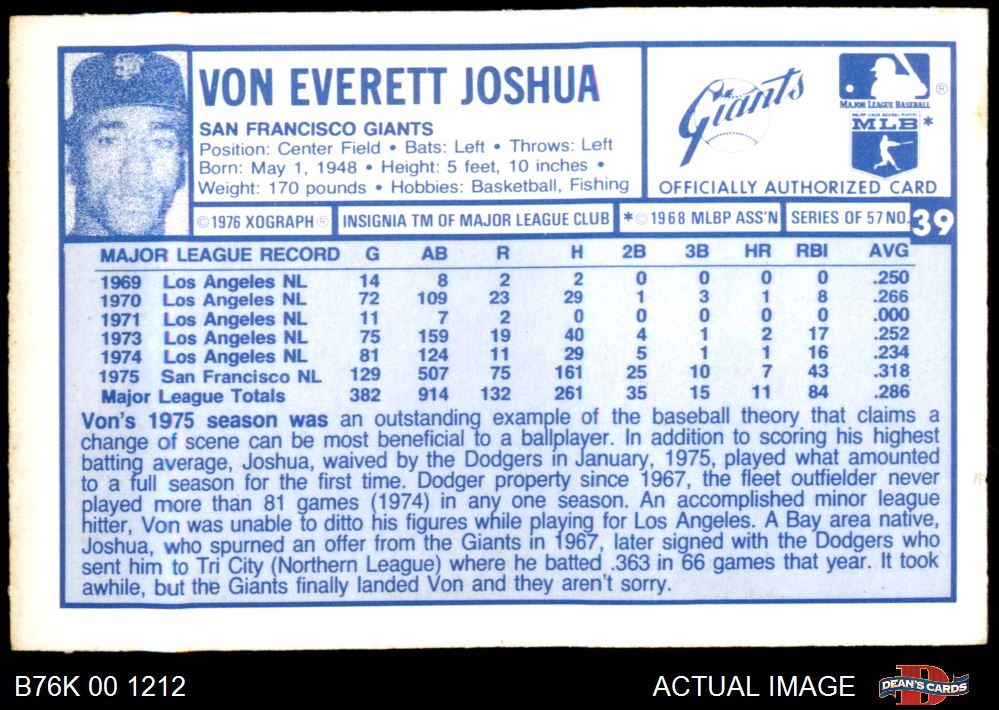 VON EVERETT JOSHUA
SAN FRANCISCO GIANTS
Position: Center Field • Bats: Left • Throws: Left
Born: May 1, 1948 • Height: 5 feet, 10 inches •
Weight: 170 pounds • Hobbies: Basketball, Fishing
Giants
MAJOR LEAGUE BASEBALL ®
MAJOR LEAGUE BASEBALL PLAYERS
MLB *
OFFICIALLY AUTHORIZED CARD
© 1976 XOGRAPH ® INSIGNIA TM OF MAJOR LEAGUE CLUB * © 1968 MLBP ASS'N SERIES OF 57 NO. 39
MAJOR LEAGUE RECORD G AB R H 2B 3B HR RBI AVG
1969 Los Angeles NL 14 8 2 2 0 0 0 0 .250
1970 Los Angeles NL 72 109 23 29 1 3 1 8 .266
1971 Los Angeles NL 11 7 2 0 0 0 0 0 .000
1973 Los Angeles NL 75 159 19 40 4 1 2 17 .252
1974 Los Angeles NL 81 124 11 29 5 1 1 16 .234
1975 San Francisco NL 129 507 75 161 25 10 7 43 .318
Major League Totals 382 914 132 261 35 15 11 84 .286
Von's 1975 season was an outstanding example of the baseball theory that claims a
change of scene can be most beneficial to a ballplayer. In addition to scoring his highest
batting average, Joshua, waived by the Dodgers in January, 1975, played what amounted
to a full season for the first time. Dodger property since 1967, the fleet outfielder never
played more than 81 games (1974) in any one season. An accomplished minor league
hitter, Von was unable to ditto his figures while playing for Los Angeles. A Bay area native,
Joshua, who spurned an offer from the Giants in 1967, later signed with the Dodgers who
sent him to Tri City (Northern League) where he batted .363 in 66 games that year. It took
awhile, but the Giants finally landed Von and they aren't sorry.
B76K 00 1212
ACTUAL IMAGE
D
DEAN'S CARDS